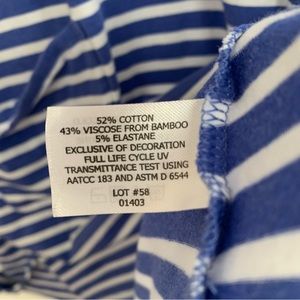 52% COTTON
43% VISCOSE FROM BAMBOO
5% ELASTANE
EXCLUSIVE OF DECORATION
FULL LIFE CYCLE UV
TRANSMITTANCE TEST USING
AATCC 183 AND ASTM D 6544
LOT #58
01403